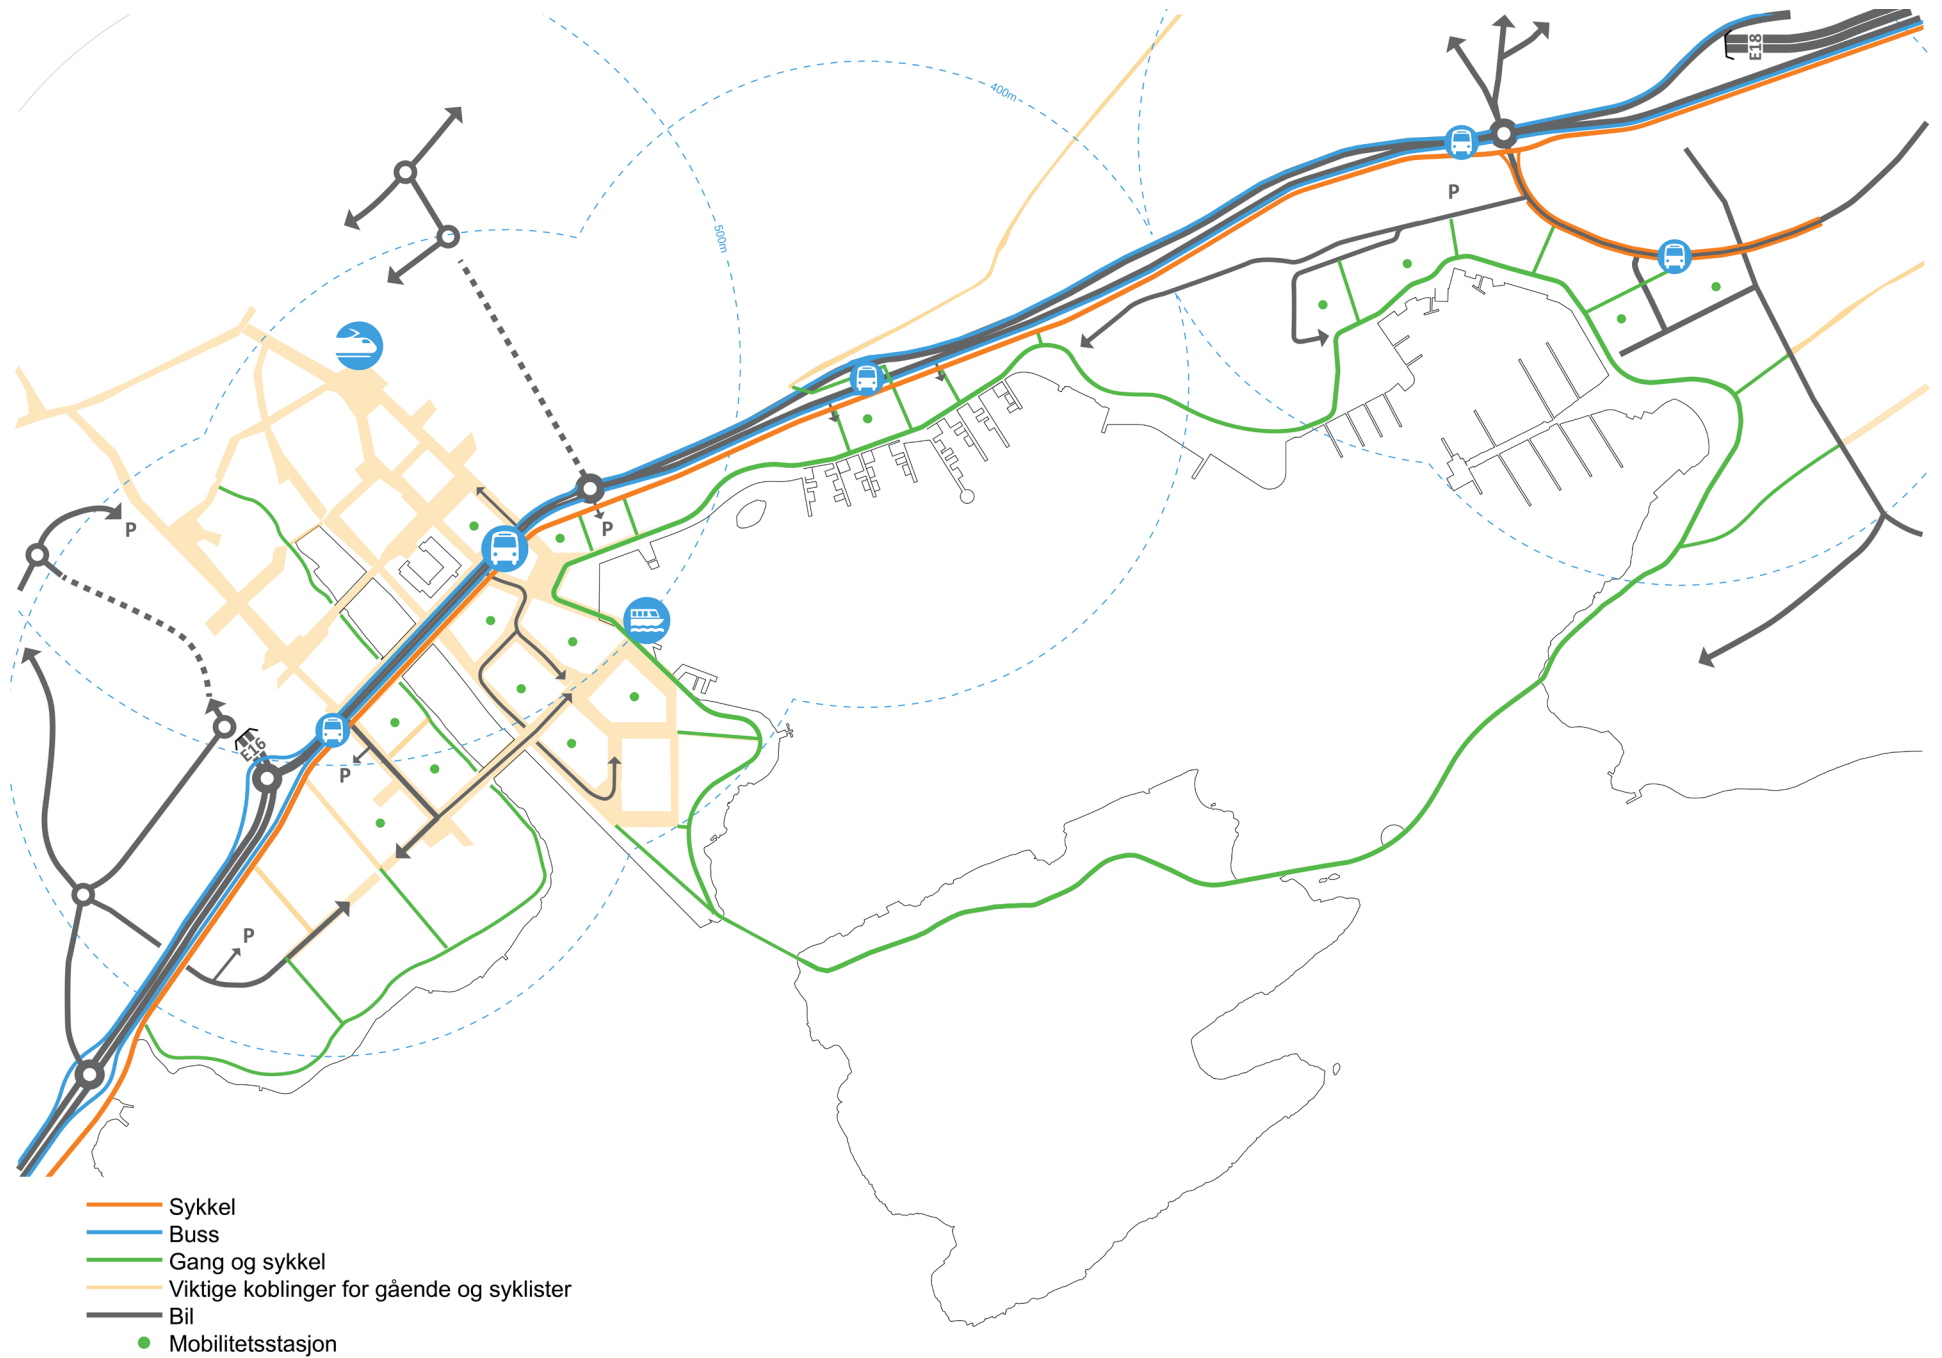 E18
400m
P
500m
P
P
E16
P
P
Sykkel
Buss
Gang og sykkel
Viktige koblinger for gående og syklister
Bil
Mobilitetsstasjon